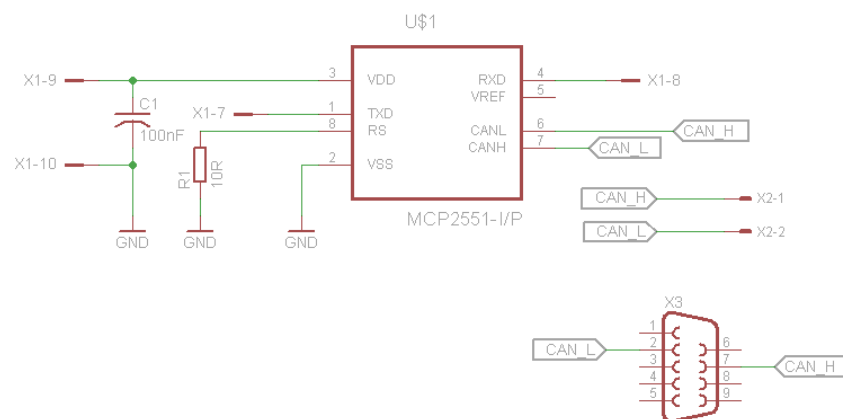 U$1
X1-9
3
VDD
RXD
4
X1-8
C1
VREF
5
100nF
X1-7
1
TXD
8
RS
CANL
6
CAN_H
CANH
7
CAN_L
X1-10
2
VSS
R1
10R
MCP2551-I/P
GND
GND
GND
CAN_H
X2-1
CAN_L
X2-2
X3
1
CAN_L
2
6
3
7
CAN_H
4
8
5
9